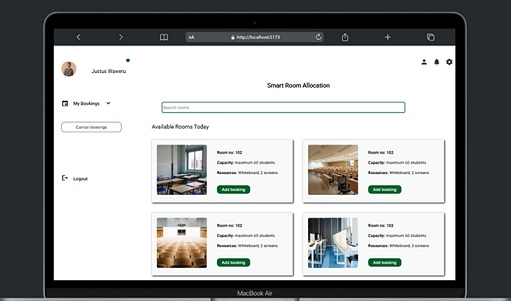 AA
http://localhost:5173
Justus Waweru
Smart Room Allocation
My Bookings
Search rooms
Cancel bookings
Available Rooms Today
Room no: 102
Capacity: maximum 60 students
Resources: Whiteboard, 2 screens
Add booking
Room no: 102
Capacity: maximum 60 students
Resources: Whiteboard, 2 screens
Add booking
Logout
Room no: 102
Capacity: maximum 60 students
Resources: Whiteboard, 2 screens
Add booking
Room no: 102
Capacity: maximum 60 students
Resources: Whiteboard, 2 screens
Add booking
MacBook Air